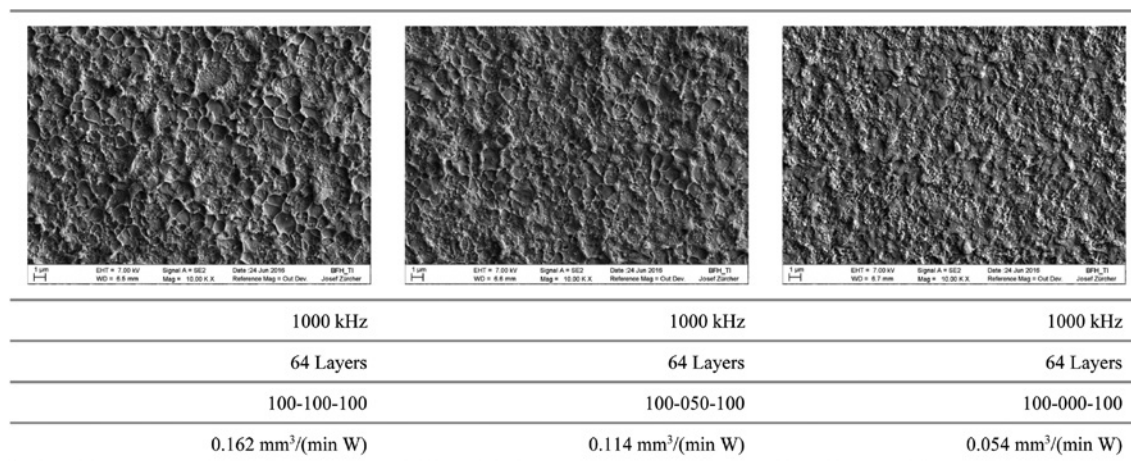 1 µm EHT = 7.00 kV Signal A = SE2 Date :24 Jun 2016 BFH_TI
WD = 6.6 mm Mag = 10.00 K X Reference Mag = Out Dev. Josef Zürcher
1 µm EHT = 7.00 kV Signal A = SE2 Date :24 Jun 2016 BFH_TI
WD = 6.6 mm Mag = 10.00 K X Reference Mag = Out Dev. Josef Zürcher
1 µm EHT = 7.00 kV Signal A = SE2 Date :24 Jun 2016 BFH_TI
WD = 6.7 mm Mag = 10.00 K X Reference Mag = Out Dev. Josef Zürcher
1000 kHz 1000 kHz 1000 kHz
64 Layers 64 Layers 64 Layers
100-100-100 100-050-100 100-000-100
0.162 mm³/(min W) 0.114 mm³/(min W) 0.054 mm³/(min W)